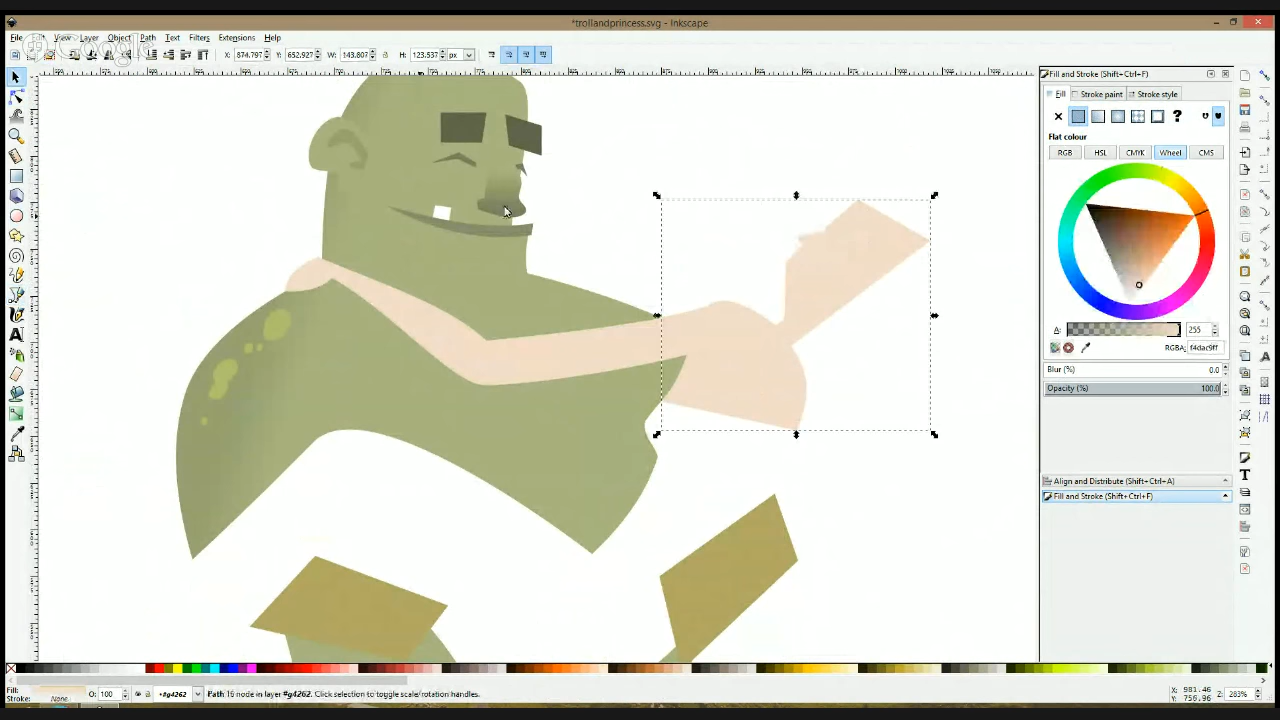 *trollandprincess.svg - Inkscape
File Edit View Layer Object Path Text Filters Extensions Help
X: 874.797 Y: 652.927 W: 143.807 H: 123.537 px
Fill and Stroke (Shift+Ctrl+F)
Fill Stroke paint Stroke style
?
Flat colour
RGB HSL CMYK Wheel CMS
A: 255
RGBA: f4dac9ff
Blur (%) 0.0
Opacity (%) 100.0
Align and Distribute (Shift+Ctrl+A)
Fill and Stroke (Shift+Ctrl+F)
Fill:
Stroke: None
O: 100
•#g4262
Path 16 node in layer #g4262. Click selection to toggle scale/rotation handles.
X: 981.46
Y: 759.96
Z: 283%